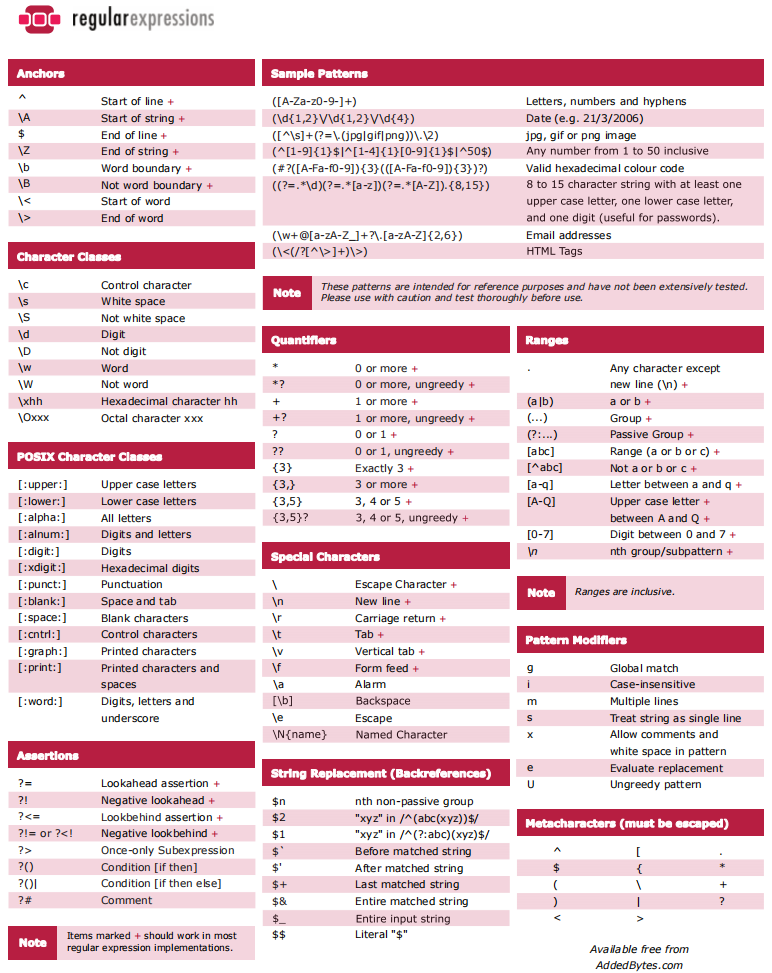 regularexpressions
Anchors
^ Start of line +
\A Start of string +
$ End of line +
\Z End of string +
\b Word boundary +
\B Not word boundary +
\< Start of word
\> End of word
Character Classes
\c Control character
\s White space
\S Not white space
\d Digit
\D Not digit
\w Word
\W Not word
\xhh Hexadecimal character hh
\Oxxx Octal character xxx
POSIX Character Classes
[:upper:] Upper case letters
[:lower:] Lower case letters
[:alpha:] All letters
[:alnum:] Digits and letters
[:digit:] Digits
[:xdigit:] Hexadecimal digits
[:punct:] Punctuation
[:blank:] Space and tab
[:space:] Blank characters
[:cntrl:] Control characters
[:graph:] Printed characters
[:print:] Printed characters and
spaces
[:word:] Digits, letters and
underscore
Assertions
?= Lookahead assertion +
?! Negative lookahead +
?<= Lookbehind assertion +
?!= or ?<! Negative lookbehind +
?> Once-only Subexpression
?() Condition [if then]
?()| Condition [if then else]
?# Comment
Note Items marked + should work in most
regular expression implementations.
Sample Patterns
([A-Za-z0-9-]+) Letters, numbers and hyphens
(\d{1,2}\/\d{1,2}\/\d{4}) Date (e.g. 21/3/2006)
([^\s]+(?=\.(jpg|gif|png))\.\2) jpg, gif or png image
(^[1-9]{1}$|^[1-4]{1}[0-9]{1}$|^50$) Any number from 1 to 50 inclusive
(#?([A-Fa-f0-9]){3}(([A-Fa-f0-9]){3})?) Valid hexadecimal colour code
((?=.*\d)(?=.*[a-z])(?=.*[A-Z]).{8,15}) 8 to 15 character string with at least one
upper case letter, one lower case letter,
and one digit (useful for passwords).
(\w+@[a-zA-Z_]+?\.[a-zA-Z]{2,6}) Email addresses
(\<(/?[^\>]+)\>) HTML Tags
Note These patterns are intended for reference purposes and have not been extensively tested.
Please use with caution and test thoroughly before use.
Quantifiers
* 0 or more +
*? 0 or more, ungreedy +
+ 1 or more +
+? 1 or more, ungreedy +
? 0 or 1 +
?? 0 or 1, ungreedy +
{3} Exactly 3 +
{3,} 3 or more +
{3,5} 3, 4 or 5 +
{3,5}? 3, 4 or 5, ungreedy +
Special Characters
\ Escape Character +
\n New line +
\r Carriage return +
\t Tab +
\v Vertical tab +
\f Form feed +
\a Alarm
[\b] Backspace
\e Escape
\N{name} Named Character
String Replacement (Backreferences)
$n nth non-passive group
$2 "xyz" in /^(abc(xyz))$/
$1 "xyz" in /^(?:abc)(xyz)$/
$` Before matched string
$' After matched string
$+ Last matched string
$& Entire matched string
$_ Entire input string
$$ Literal "$"
Ranges
. Any character except
new line (\n) +
(a|b) a or b +
(...) Group +
(?:...) Passive Group +
[abc] Range (a or b or c) +
[^abc] Not a or b or c +
[a-q] Letter between a and q +
[A-Q] Upper case letter +
between A and Q +
[0-7] Digit between 0 and 7 +
\n nth group/subpattern +
Note Ranges are inclusive.
Pattern Modifiers
g Global match
i Case-insensitive
m Multiple lines
s Treat string as single line
x Allow comments and
white space in pattern
e Evaluate replacement
U Ungreedy pattern
Metacharacters (must be escaped)
^ [ .
$ { *
( \ +
) | ?
< >
Available free from
AddedBytes.com